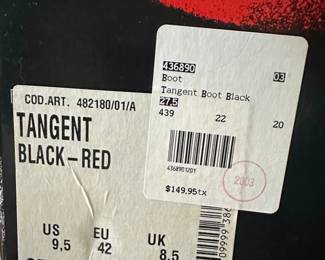 436890 03
Boot
Tangent Boot Black
27.5
439 22 20
4368901201
2003
$149.95tx
COD.ART. 482180/01/A
TANGENT
BLACK-RED
US EU UK
9,5 42 8.5